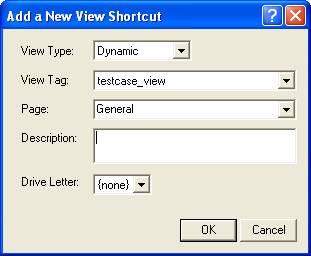 Add a New View Shortcut
View Type: Dynamic
View Tag: testcase_view
Page: General
Description:
Drive Letter: {none}
OK Cancel